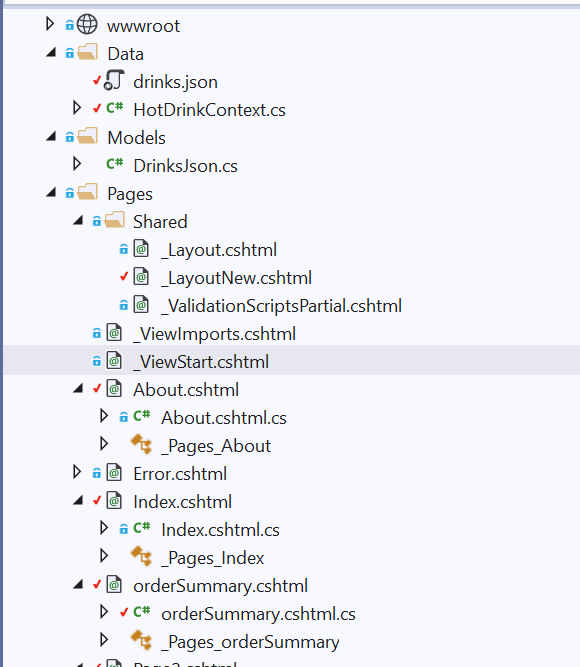 wwwroot
Data
drinks.json
C# HotDrinkContext.cs
Models
C# DrinksJson.cs
Pages
Shared
@ _Layout.cshtml
@ _LayoutNew.cshtml
@ _ValidationScriptsPartial.cshtml
@ _ViewImports.cshtml
@ _ViewStart.cshtml
@ About.cshtml
C# About.cshtml.cs
_Pages_About
@ Error.cshtml
@ Index.cshtml
C# Index.cshtml.cs
_Pages_Index
@ orderSummary.cshtml
C# orderSummary.cshtml.cs
_Pages_orderSummary